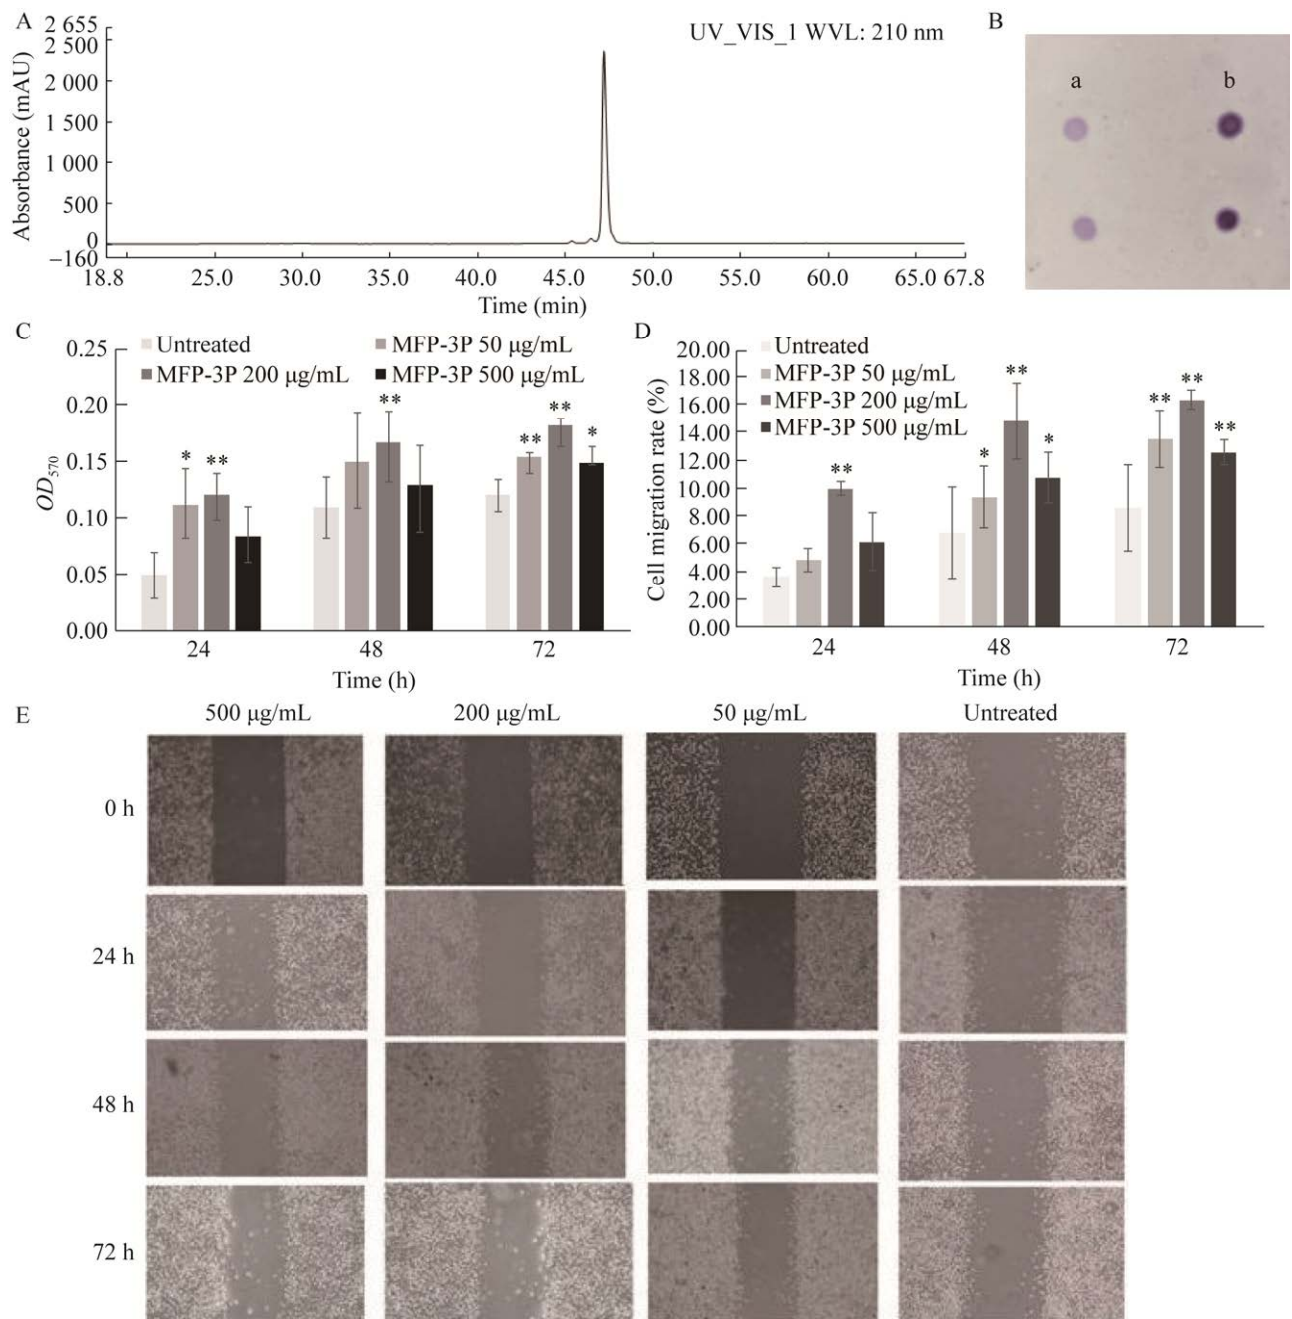 A
UV_VIS_1 WVL: 210 nm
Absorbance (mAU)
2 655
2 500
2 000
1 500
1 000
500
0
−160
18.8 25.0 30.0 35.0 40.0 45.0 50.0 55.0 60.0 65.0 67.8
Time (min)
B
a b
C
Untreated MFP-3P 50 μg/mL
MFP-3P 200 μg/mL MFP-3P 500 μg/mL
OD570
0.25
0.20
0.15
0.10
0.05
0.00
* ** ** ** ** *
24 48 72
Time (h)
D
Untreated
MFP-3P 50 μg/mL
MFP-3P 200 μg/mL
MFP-3P 500 μg/mL
Cell migration rate (%)
20.00
18.00
16.00
14.00
12.00
10.00
8.00
6.00
4.00
2.00
0.00
** * ** * ** ** **
24 48 72
Time (h)
E
500 μg/mL 200 μg/mL 50 μg/mL Untreated
0 h
24 h
48 h
72 h